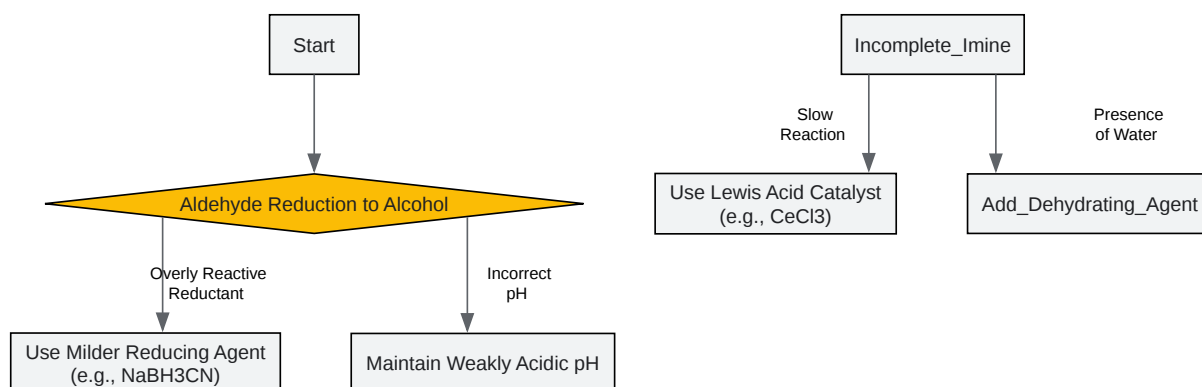 Start
Incomplete_Imine
Slow
Reaction
Presence
of Water
Aldehyde Reduction to Alcohol
Use Lewis Acid Catalyst
(e.g., CeCl3)
Add_Dehydrating_Agent
Overly Reactive
Reductant
Incorrect
pH
Use Milder Reducing Agent
(e.g., NaBH3CN)
Maintain Weakly Acidic pH